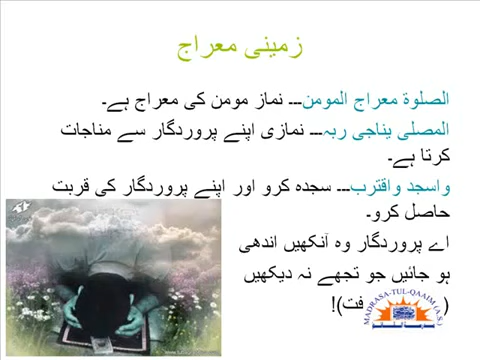 زمینی معراج
الصلوۃ معراج المومن۔۔۔ نماز مومن کی معراج ہے۔
المصلی یناجی ربہ۔۔۔ نمازی اپنے پروردگار سے مناجات
کرتا ہے۔
واسجد واقترب۔۔۔ سجدہ کرو اور اپنے پروردگار کی قربت
حاصل کرو۔
اے پروردگار وہ آنکھیں اندھی
ہو جائیں جو تجھے نہ دیکھیں
فت)!
MADRASA-TUL-QAAIM (A.S.)